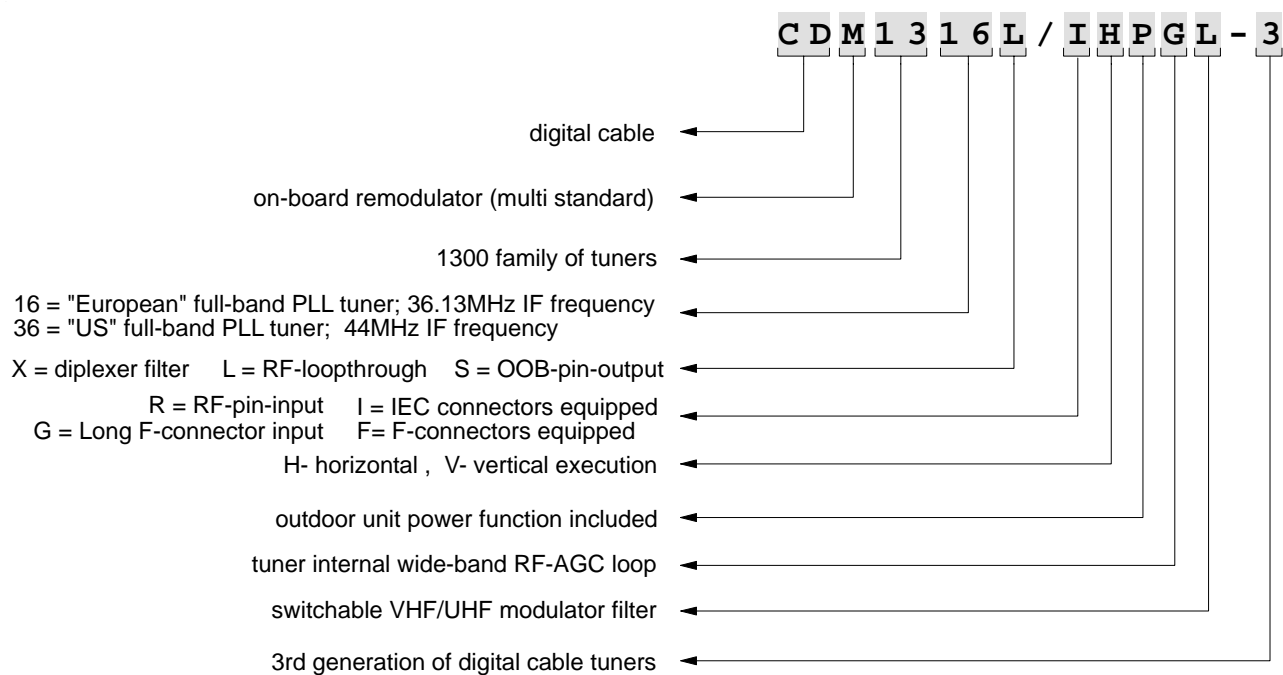 CDM1316L/IHPGL-3
digital cable
on-board remodulator (multi standard)
1300 family of tuners
16 = "European" full-band PLL tuner; 36.13MHz IF frequency
36 = "US" full-band PLL tuner; 44MHz IF frequency
X = diplexer filter L = RF-loopthrough S = OOB-pin-output
R = RF-pin-input I = IEC connectors equipped
G = Long F-connector input F= F-connectors equipped
H- horizontal , V- vertical execution
outdoor unit power function included
tuner internal wide-band RF-AGC loop
switchable VHF/UHF modulator filter
3rd generation of digital cable tuners